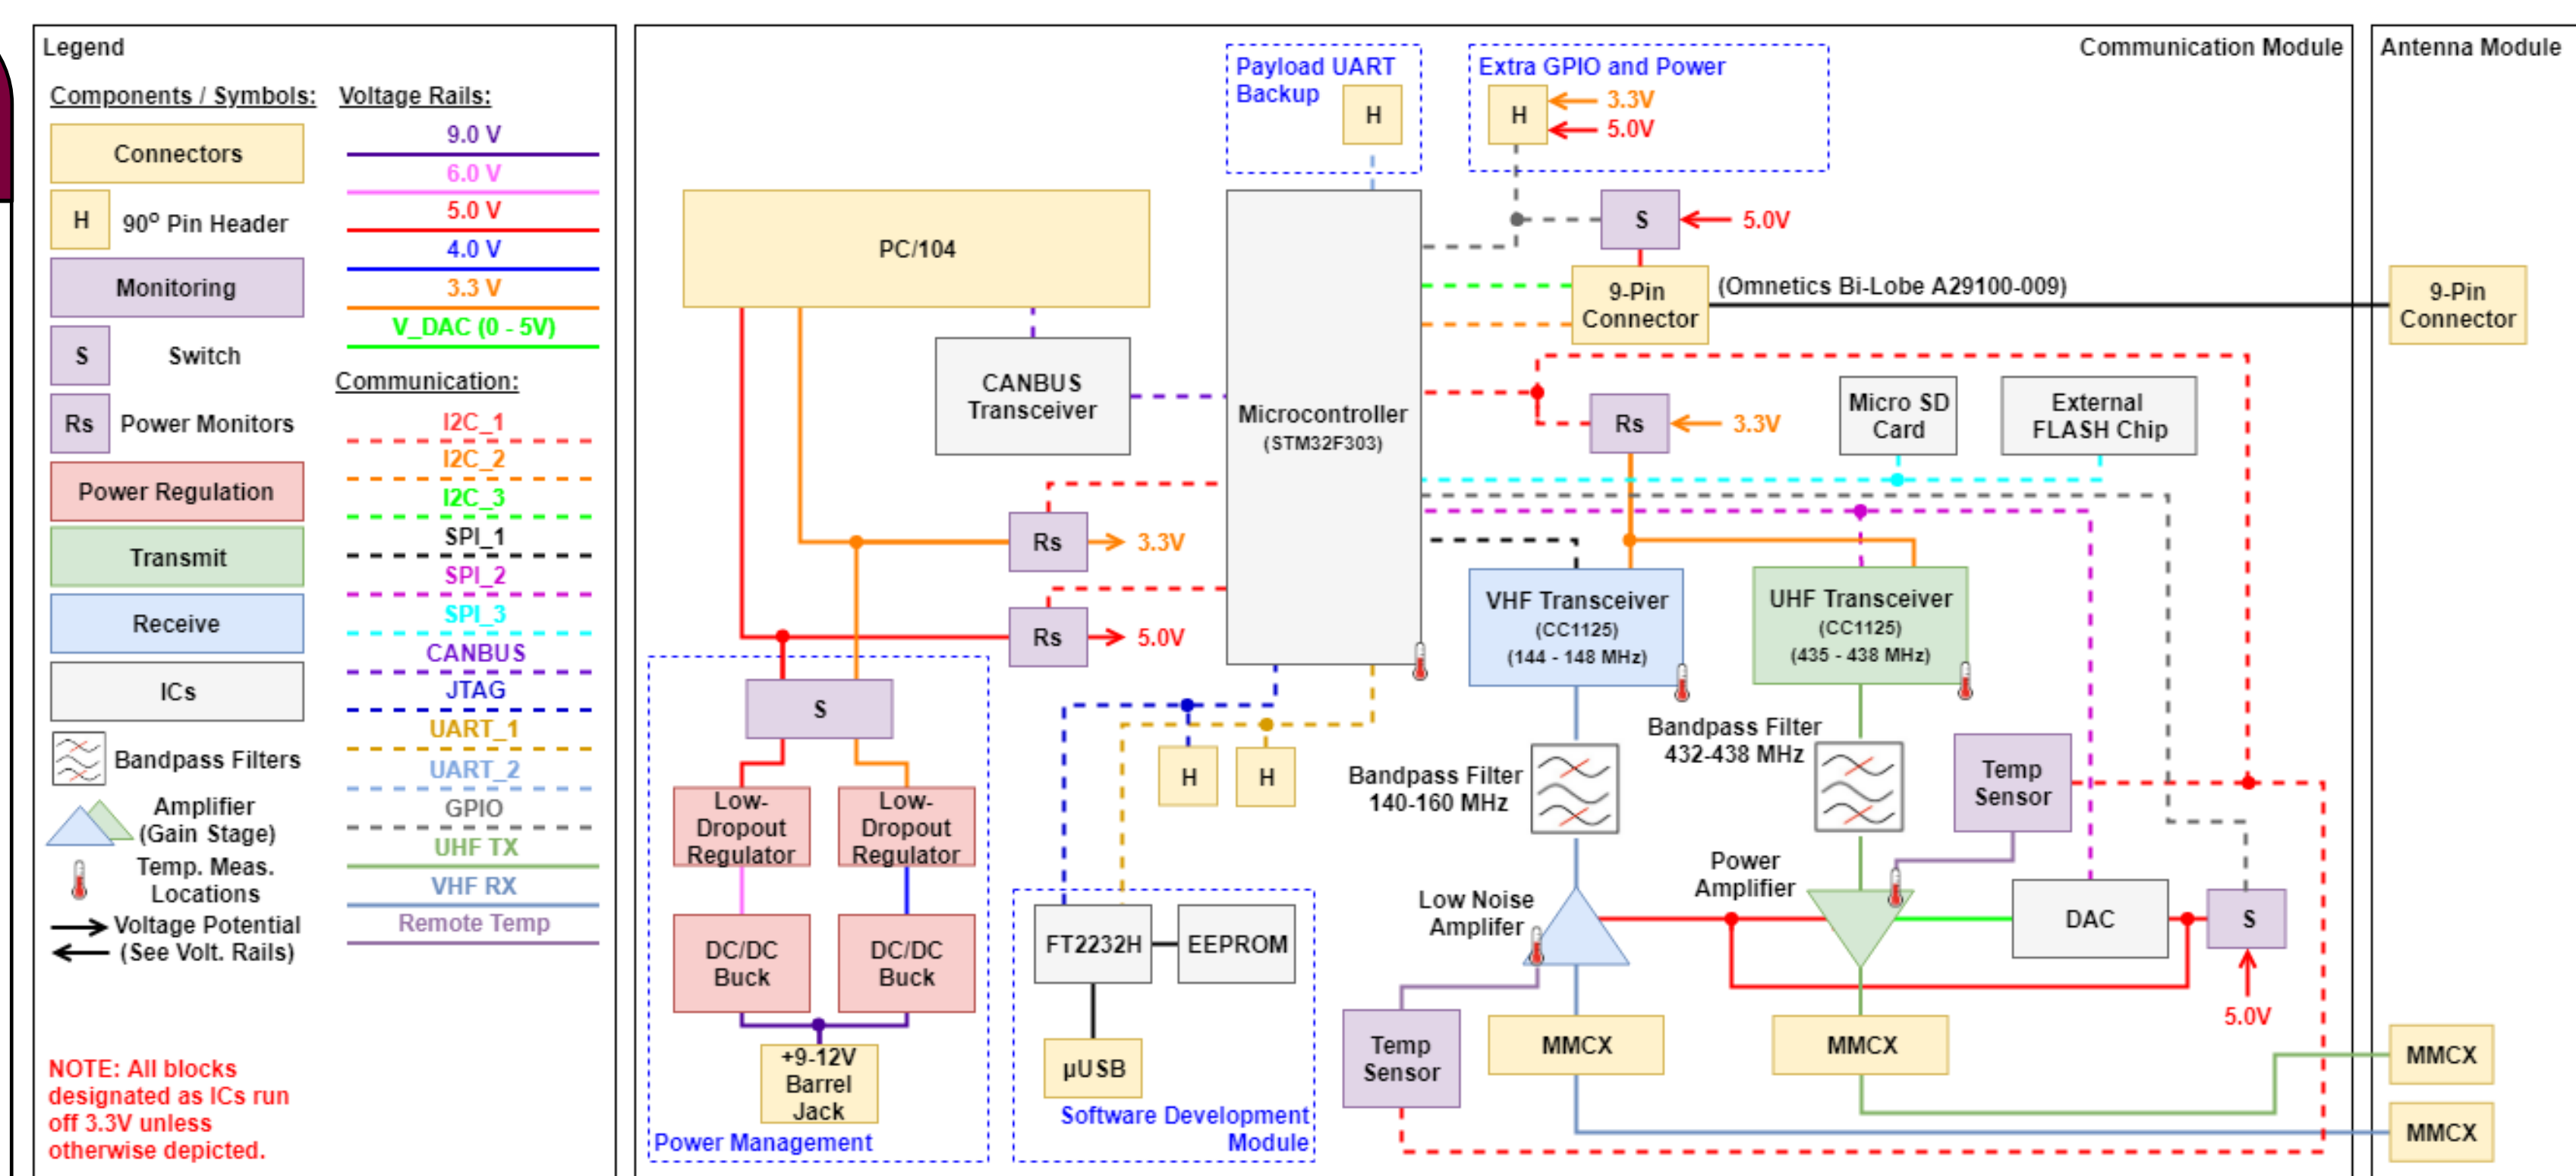 Legend
Components / Symbols:
Connectors
H
90º Pin Header
Monitoring
S
Switch
Rs
Power Monitors
Power Regulation
Transmit
Receive
ICs
Bandpass Filters
Amplifier
(Gain Stage)
Temp. Meas.
Locations
Voltage Potential
(See Volt. Rails)
NOTE: All blocks
designated as ICs run
off 3.3V unless
otherwise depicted.
Voltage Rails:
9.0 V
6.0 V
5.0 V
4.0 V
3.3 V
V_DAC (0 - 5V)
Communication:
I2C_1
I2C_2
I2C_3
SPI_1
SPI_2
SPI_3
CANBUS
JTAG
UART_1
UART_2
GPIO
UHF TX
VHF RX
Remote Temp
Communication Module
Payload UART
Backup
H
Extra GPIO and Power
H
3.3V
5.0V
PC/104
CANBUS
Transceiver
Microcontroller
(STM32F303)
S
5.0V
9-Pin
Connector
(Omnetics Bi-Lobe A29100-009)
Rs
3.3V
Micro SD
Card
External
FLASH Chip
Rs
3.3V
Rs
5.0V
VHF Transceiver
(CC1125)
(144 - 148 MHz)
UHF Transceiver
(CC1125)
(435 - 438 MHz)
S
Low-
Dropout
Regulator
Low-
Dropout
Regulator
DC/DC
Buck
DC/DC
Buck
+9-12V
Barrel
Jack
Power Management
H
H
FT2232H
EEPROM
µUSB
Software Development
Module
Bandpass Filter
140-160 MHz
Bandpass Filter
432-438 MHz
Temp
Sensor
Low Noise
Amplifer
Power
Amplifier
DAC
S
5.0V
Temp
Sensor
MMCX
MMCX
Antenna Module
9-Pin
Connector
MMCX
MMCX